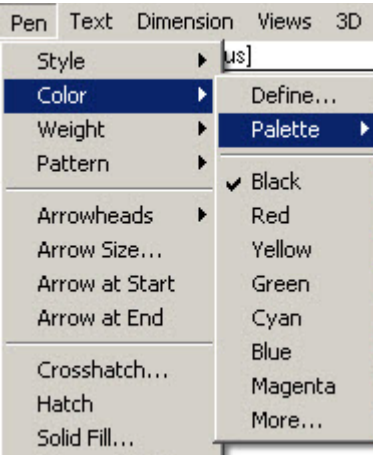 Pen Text Dimension Views 3D
us]
Style
Color
Weight
Pattern
Arrowheads
Arrow Size...
Arrow at Start
Arrow at End
Crosshatch...
Hatch
Solid Fill...
Define...
Palette
Black
Red
Yellow
Green
Cyan
Blue
Magenta
More...